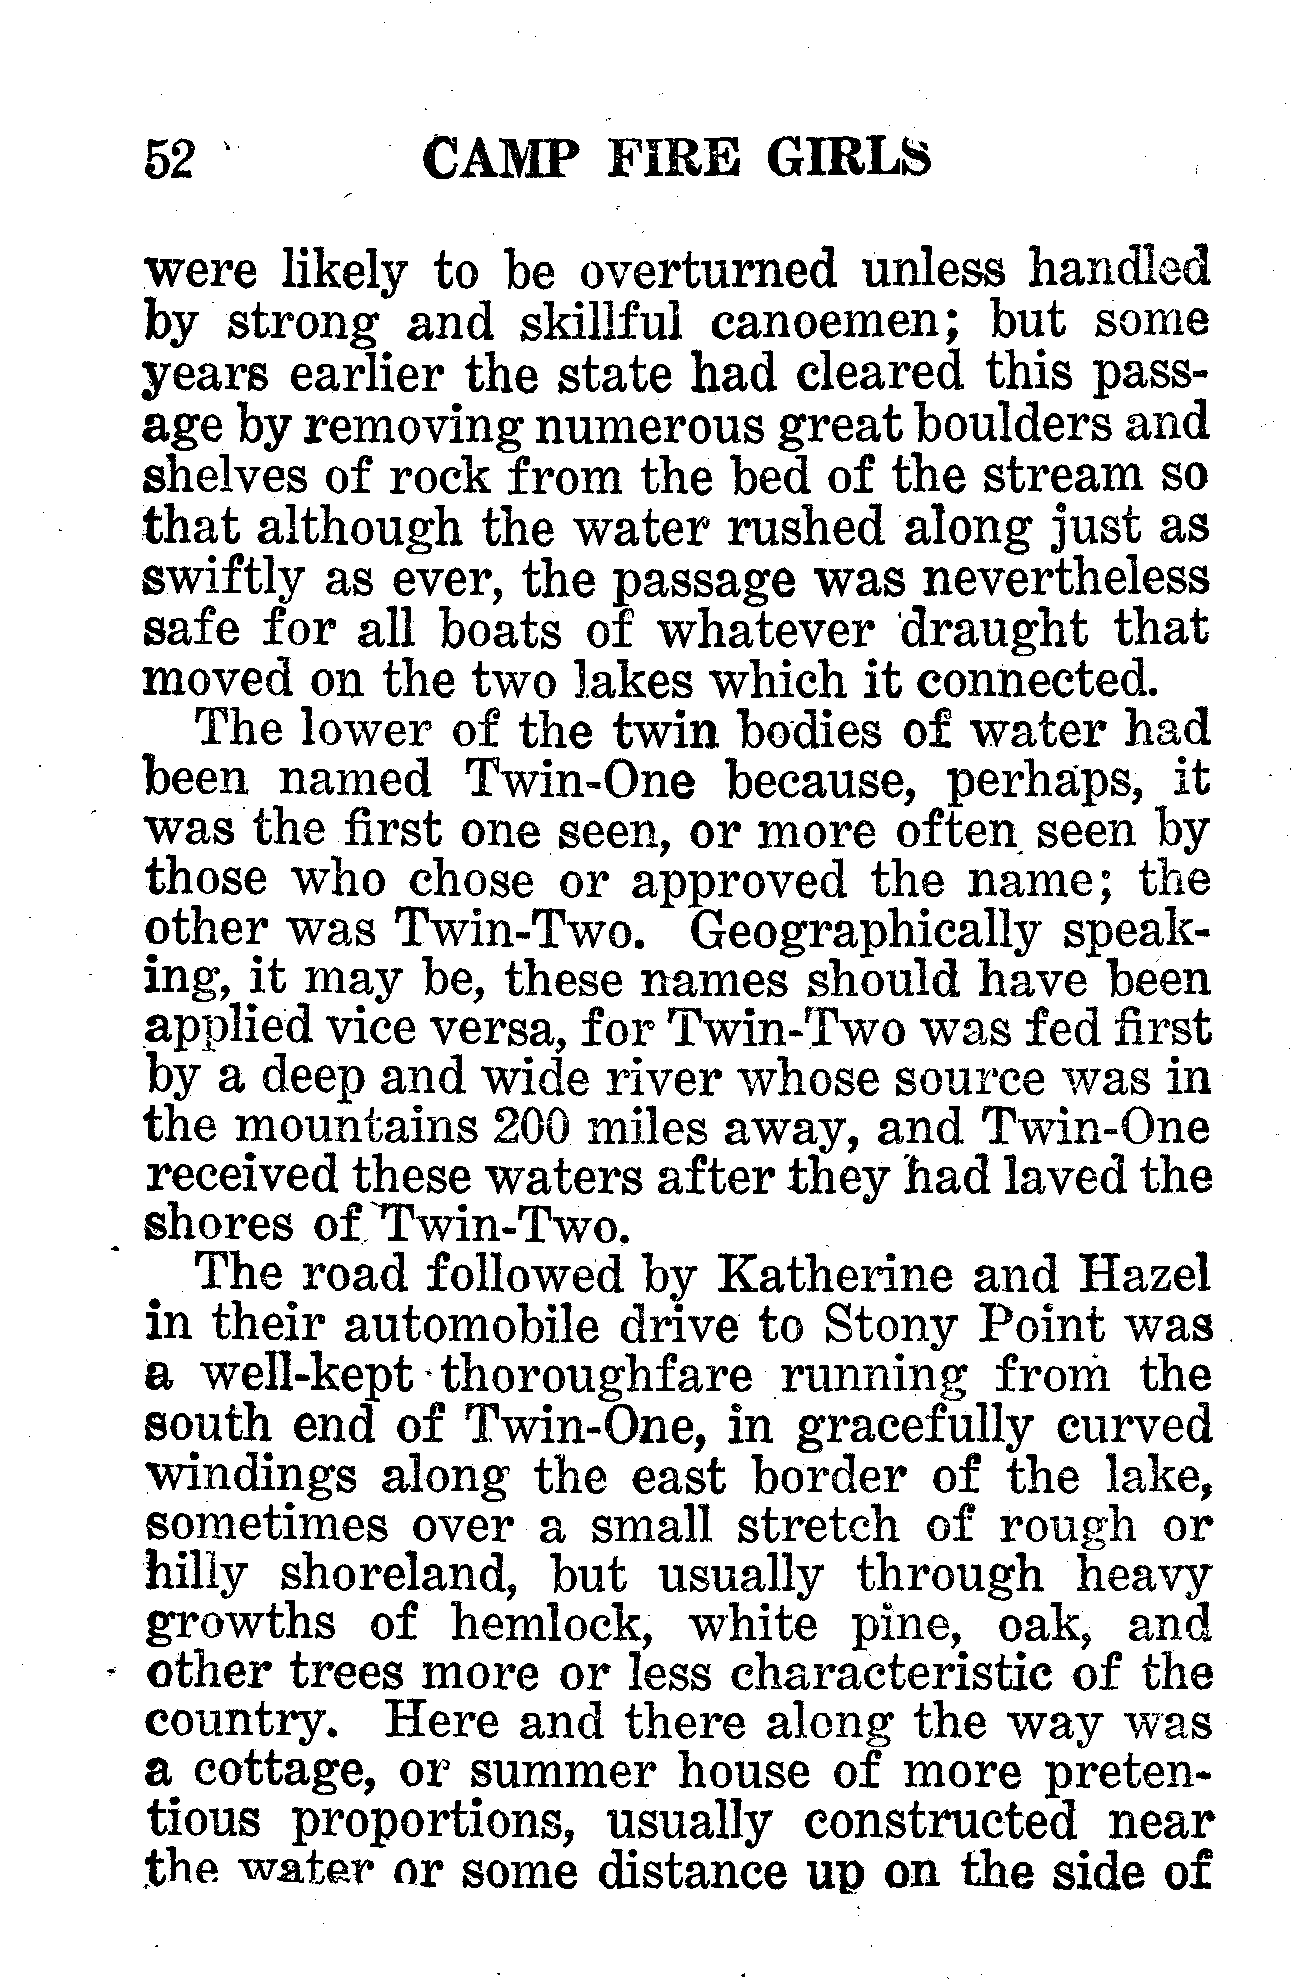 52 CAMP FIRE GIRLS
were likely to be overturned unless handled
by strong and skillful canoemen; but some
years earlier the state had cleared this pass-
age by removing numerous great boulders and
shelves of rock from the bed of the stream so
that although the water rushed along just as
swiftly as ever, the passage was nevertheless
safe for all boats of whatever draught that
moved on the two lakes which it connected.
The lower of the twin bodies of water had
been named Twin-One because, perhaps, it
was the first one seen, or more often seen by
those who chose or approved the name; the
other was Twin-Two. Geographically speak-
ing, it may be, these names should have been
applied vice versa, for Twin-Two was fed first
by a deep and wide river whose source was in
the mountains 200 miles away, and Twin-One
received these waters after they had laved the
shores of Twin-Two.
The road followed by Katherine and Hazel
in their automobile drive to Stony Point was
a well-kept thoroughfare running from the
south end of Twin-One, in gracefully curved
windings along the east border of the lake,
sometimes over a small stretch of rough or
hilly shoreland, but usually through heavy
growths of hemlock, white pine, oak, and
other trees more or less characteristic of the
country. Here and there along the way was
a cottage, or summer house of more preten-
tious proportions, usually constructed near
the water or some distance up on the side of